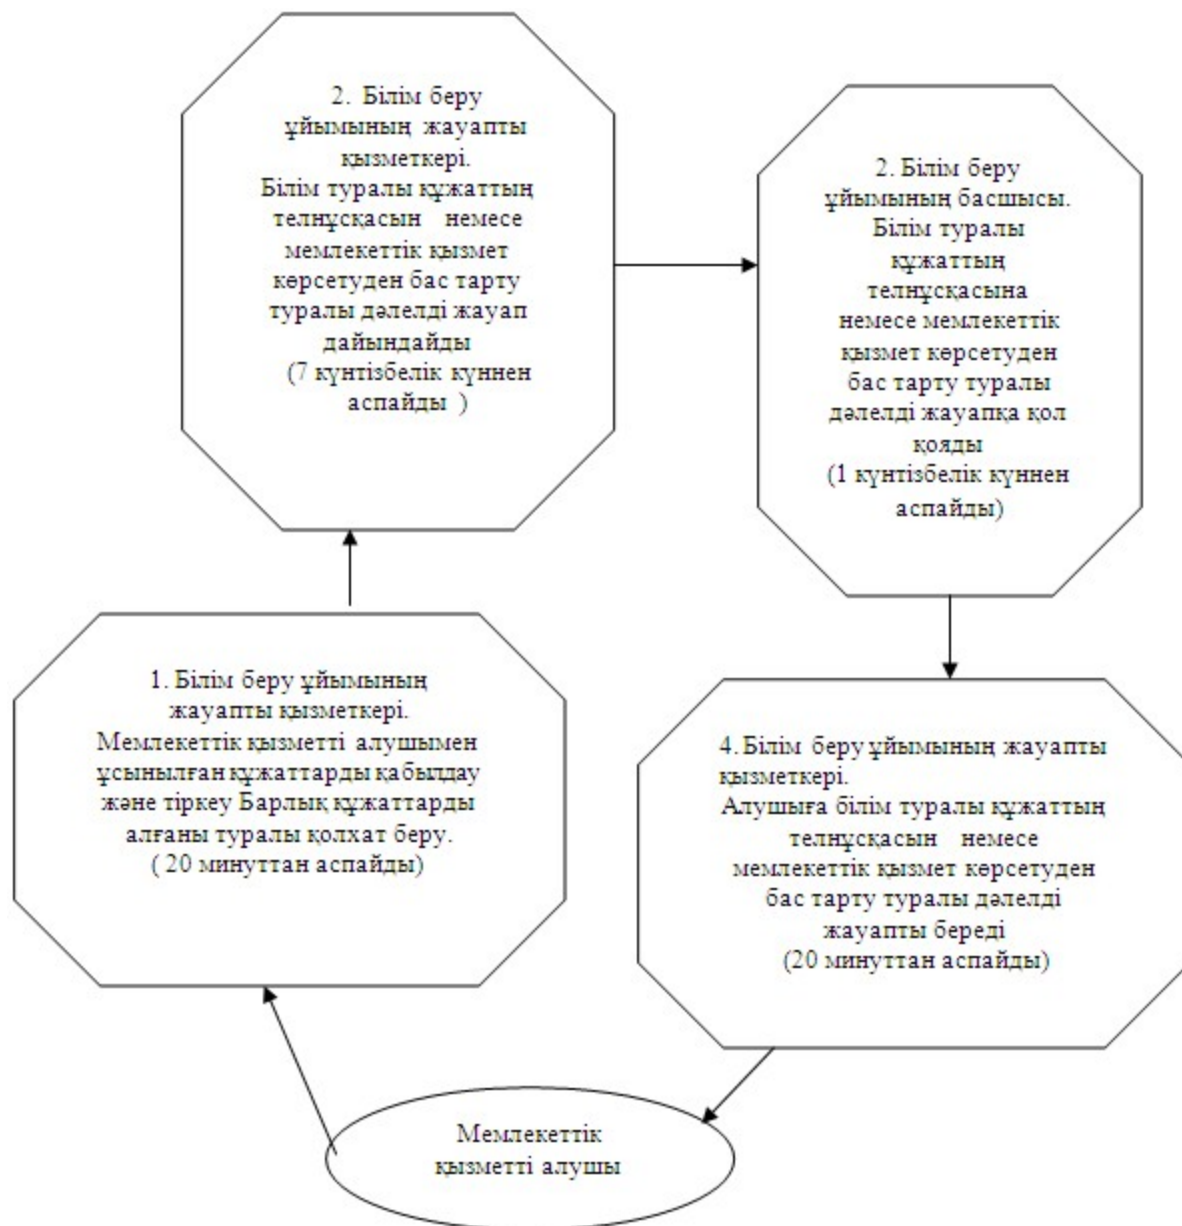 2. Білім беру
ұйымының жауапты
қызметкері.
Білім туралы құжаттың
телнұсқасын немесе
мемлекеттік қызмет
көрсетуден бас тарту
туралы дәлелді жауап
дайындайды
(7 күнтізбелік күннен
аспайды )
2. Білім беру
ұйымының басшысы.
Білім туралы
құжаттың
телнұсқасына
немесе мемлекеттік
қызмет көрсетуден
бас тарту туралы
дәлелді жауапқа қол
қояды
(1 күнтізбелік күннен
аспайды)
1. Білім беру ұйымының
жауапты қызметкері.
Мемлекеттік қызметті алушымен
ұсынылған құжаттарды қабылдау
және тіркеу Барлық құжаттарды
алғаны туралы қолхат беру.
( 20 минуттан аспайды)
4. Білім беру ұйымының жауапты
қызметкері.
Алушыға білім туралы құжаттың
телнұсқасын немесе
мемлекеттік қызмет көрсетуден
бас тарту туралы дәлелді
жауапты береді
(20 минуттан аспайды)
Мемлекеттік
қызметті алушы